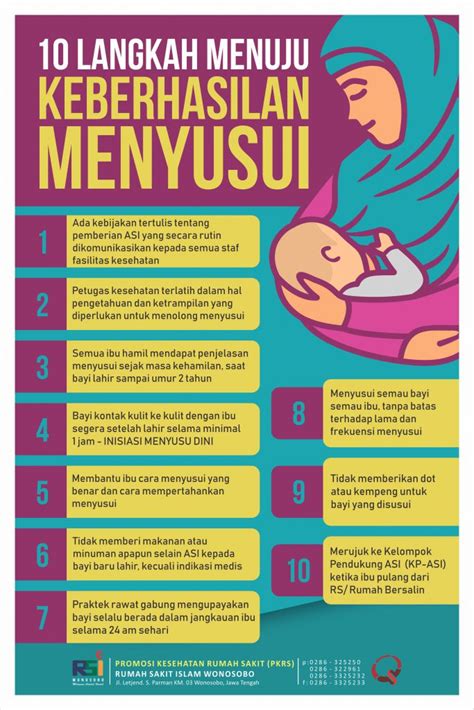 10 LANGKAH MENUJU
KEBERHASILAN
MENYUSUI
1
Ada kebijakan tertulis tentang
pemberian ASI yang secara rutin
dikomunikasikan kepada semua staf
fasilitas kesehatan
2
Petugas kesehatan terlatih dalam hal
pengetahuan dan ketrampilan yang
diperlukan untuk menolong menyusui
3
Semua ibu hamil mendapat penjelasan
menyusui sejak masa kehamilan, saat
bayi lahir sampai umur 2 tahun
4
Bayi kontak kulit ke kulit dengan ibu
segera setelah lahir selama minimal
1 jam - INISIASI MENYUSU DINI
5
Membantu ibu cara menyusui yang
benar dan cara mempertahankan
menyusui
6
Tidak memberi makanan atau
minuman apapun selain ASI kepada
bayi baru lahir, kecuali indikasi medis
7
Praktek rawat gabung mengupayakan
bayi selalu berada dalam jangkauan ibu
selama 24 am sehari
8
Menyusui semau bayi
semau ibu, tanpa batas
terhadap lama dan
frekuensi menyusui
9
Tidak memberikan dot
atau kempeng untuk
bayi yang disusui
10
Merujuk ke Kelompok
Pendukung ASI (KP-ASI)
ketika ibu pulang dari
RS/ Rumah Bersalin
RSI
WONOSOBO
PROMOSI KESEHATAN RUMAH SAKIT (PKRS)
RUMAH SAKIT ISLAM WONOSOBO
Jl. Letjend. S. Parman KM. 03 Wonosobo, Jawa Tengah
p: 0286 - 325250
c: 0286 - 3322961
f: 0286 - 3325231
f: 0286 - 3325233